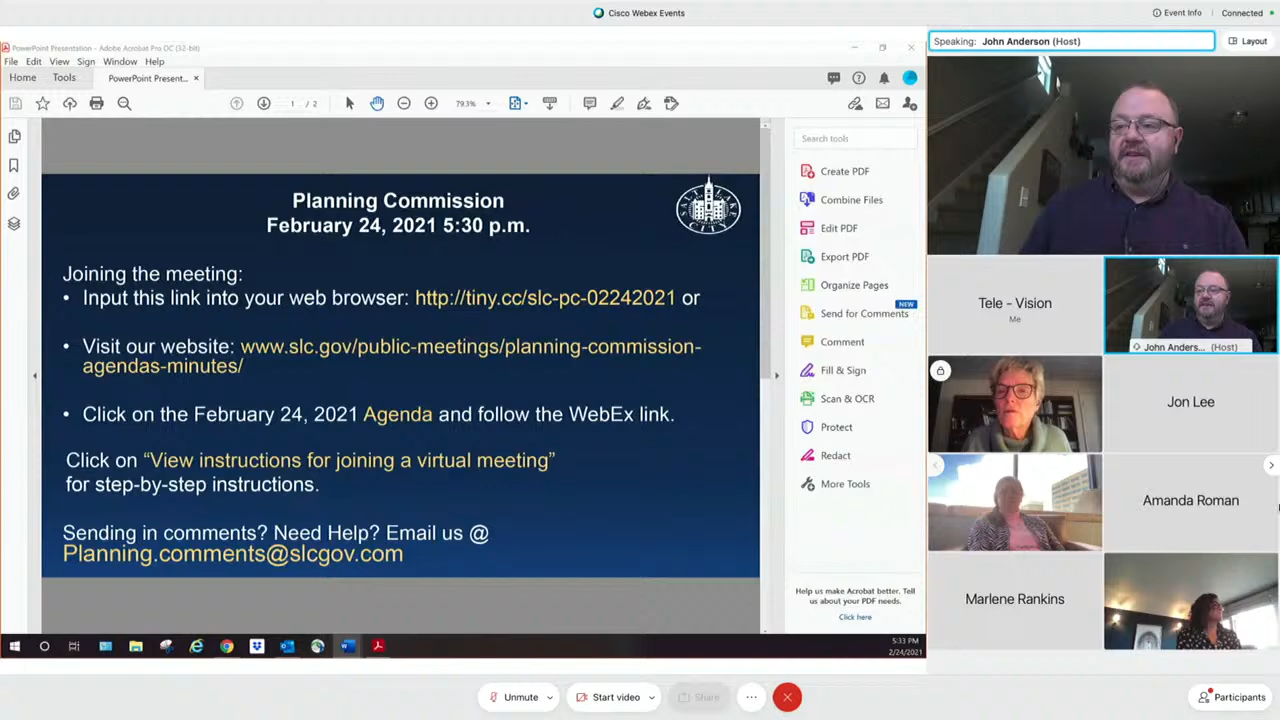 Cisco Webex Events
Event Info
Connected
PowerPoint Presentation - Adobe Acrobat Pro DC (32-bit)
File Edit View Sign Window Help
Home Tools PowerPoint Present... ×
1 / 2
79.3%
Planning Commission
February 24, 2021 5:30 p.m.
SALT LAKE CITY
Joining the meeting:
• Input this link into your web browser: http://tiny.cc/slc-pc-02242021 or
• Visit our website: www.slc.gov/public-meetings/planning-commission-
agendas-minutes/
• Click on the February 24, 2021 Agenda and follow the WebEx link.
Click on “View instructions for joining a virtual meeting”
for step-by-step instructions.
Sending in comments? Need Help? Email us @
Planning.comments@slcgov.com
Search tools
Create PDF
Combine Files
Edit PDF
Export PDF
Organize Pages
NEW
Send for Comments
Comment
Fill & Sign
Scan & OCR
Protect
Redact
More Tools
Help us make Acrobat better. Tell
us about your PDF needs.
Click here
5:33 PM
2/24/2021
Speaking: John Anderson (Host)
Layout
Tele - Vision
Me
John Anders... (Host)
Jon Lee
Amanda Roman
Marlene Rankins
Unmute
Start video
Share
Participants